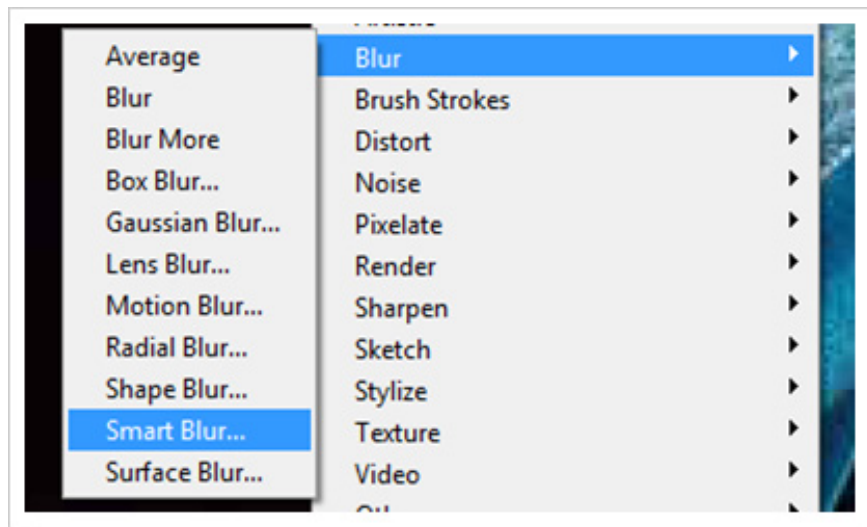 Average
Blur
Blur More
Box Blur...
Gaussian Blur...
Lens Blur...
Motion Blur...
Radial Blur...
Shape Blur...
Smart Blur...
Surface Blur...
Blur
Brush Strokes
Distort
Noise
Pixelate
Render
Sharpen
Sketch
Stylize
Texture
Video